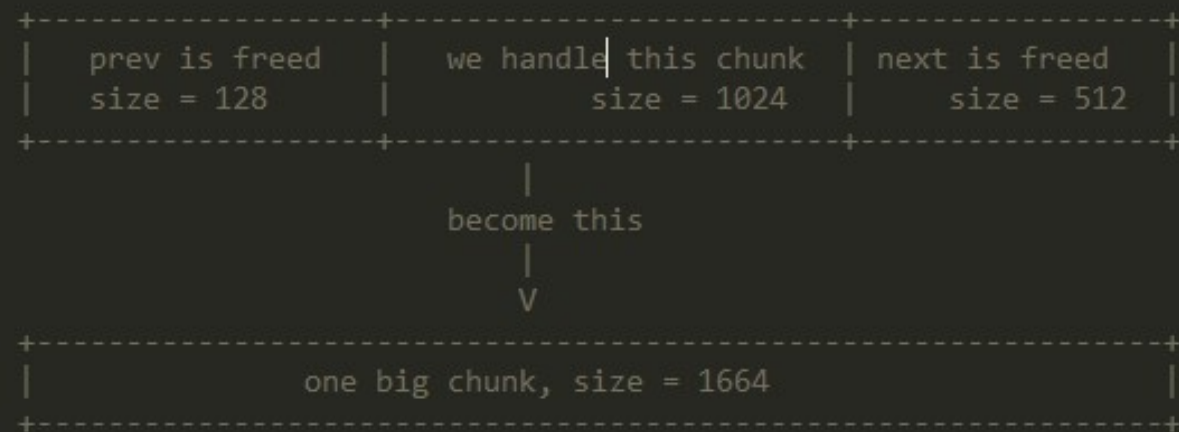 +-------------------+-------------------------+-----------------+
|   prev is freed   |   we handle this chunk  | next is freed   |
|   size = 128      |           size = 1024   |     size = 512  |
+-------------------+-------------------------+-----------------+
|
become this
|
V
+---------------------------------------------------------------+
|               one big chunk, size = 1664                      |
+---------------------------------------------------------------+